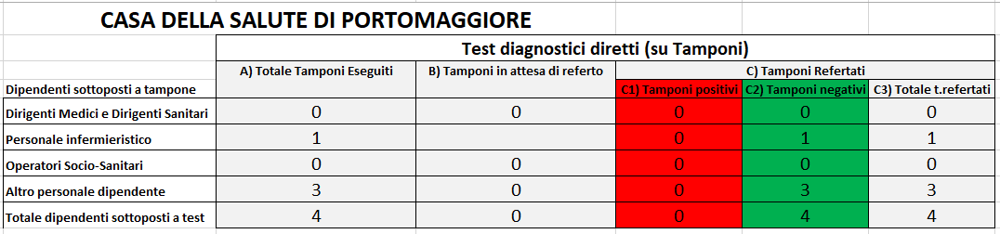 CASA DELLA SALUTE DI PORTOMAGGIORE
Test diagnostici diretti (su Tamponi)
A) Totale Tamponi Eseguiti B) Tamponi in attesa di referto C) Tamponi Refertati
Dipendenti sottoposti a tampone C1) Tamponi positivi C2) Tamponi negativi C3) Totale t.refertati
Dirigenti Medici e Dirigenti Sanitari 0 0 0 0 0
Personale infermieristico 1 0 1 1
Operatori Socio-Sanitari 0 0 0 0 0
Altro personale dipendente 3 0 0 3 3
Totale dipendenti sottoposti a test 4 0 0 4 4